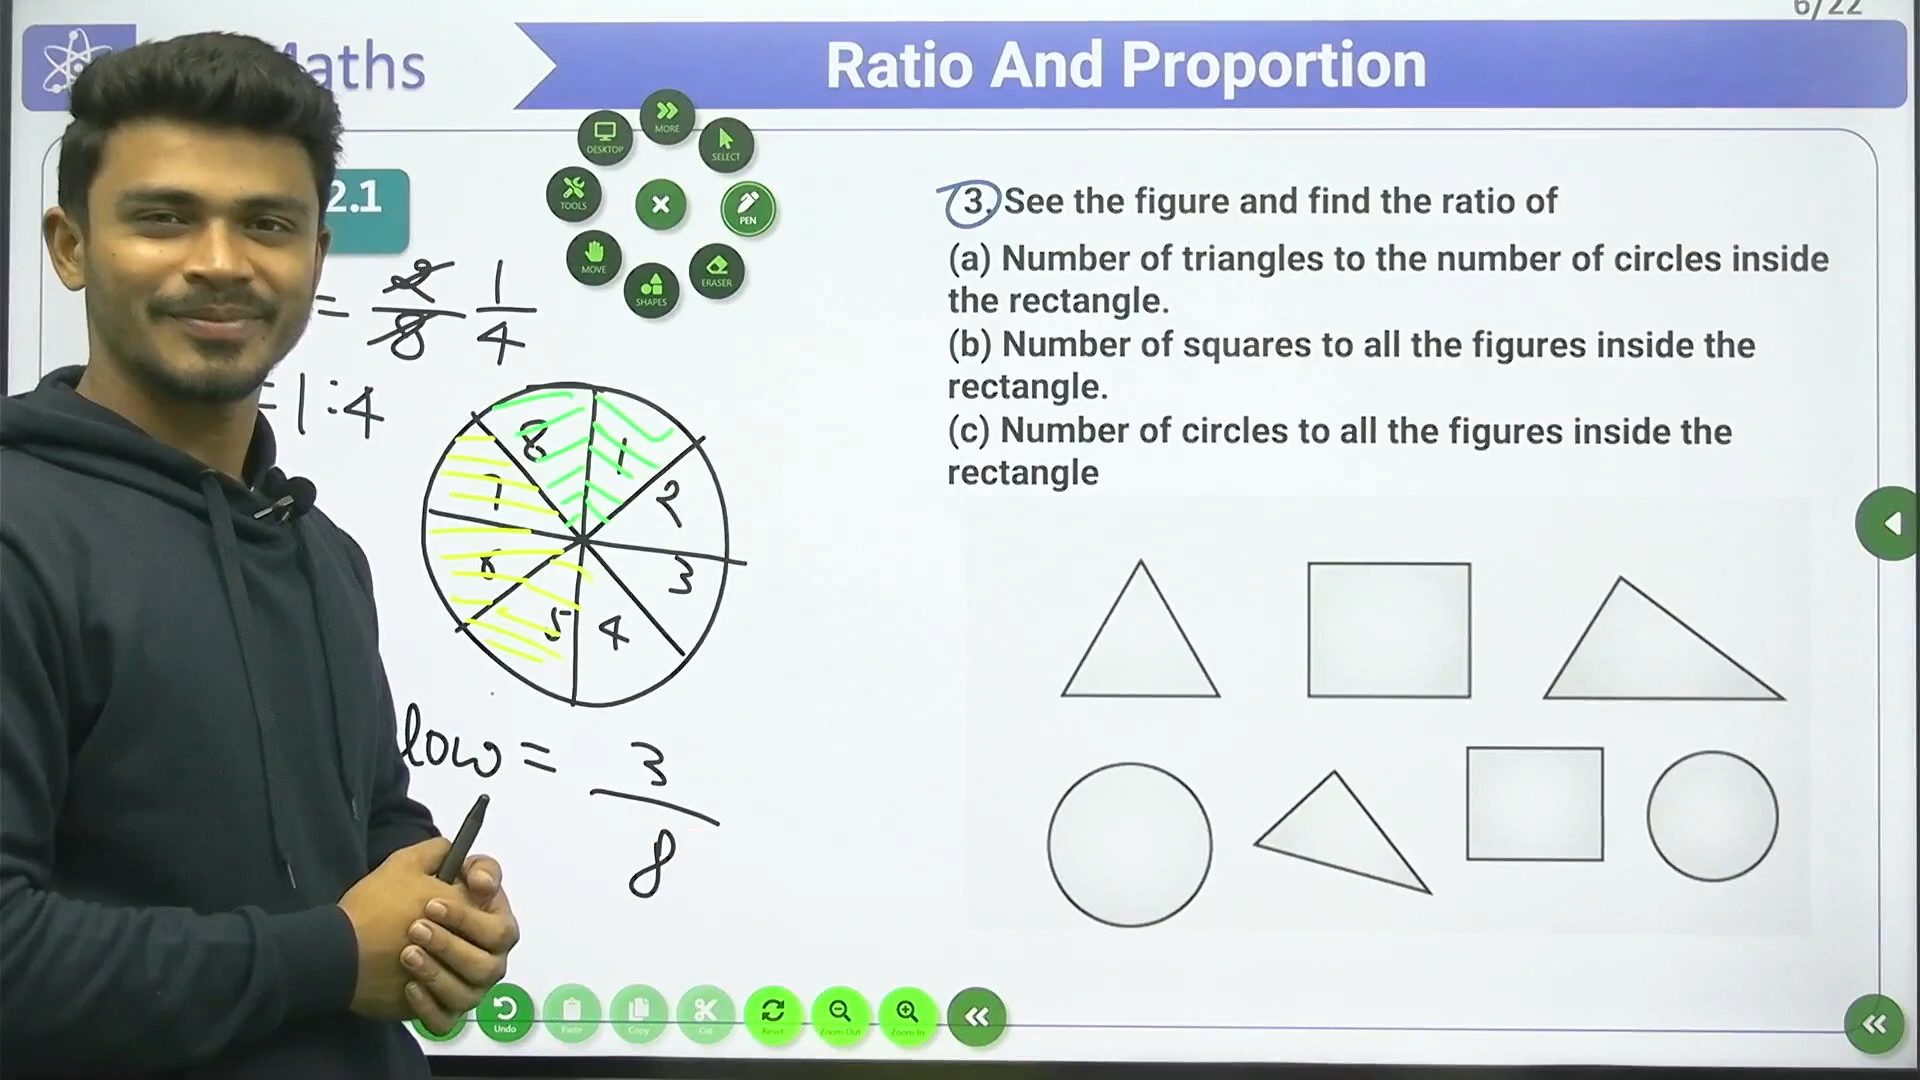 6/22
Maths
Ratio And Proportion
MORE
DESKTOP
SELECT
TOOLS
PEN
MOVE
ERASER
SHAPES
2.1
= 2/8 1/4
= 1:4
8
1
7
2
6
3
5
4
low = 3/8
3. See the figure and find the ratio of
(a) Number of triangles to the number of circles inside
the rectangle.
(b) Number of squares to all the figures inside the
rectangle.
(c) Number of circles to all the figures inside the
rectangle
Undo
Paste
Copy
Cut
Reset
Zoom Out
Zoom In